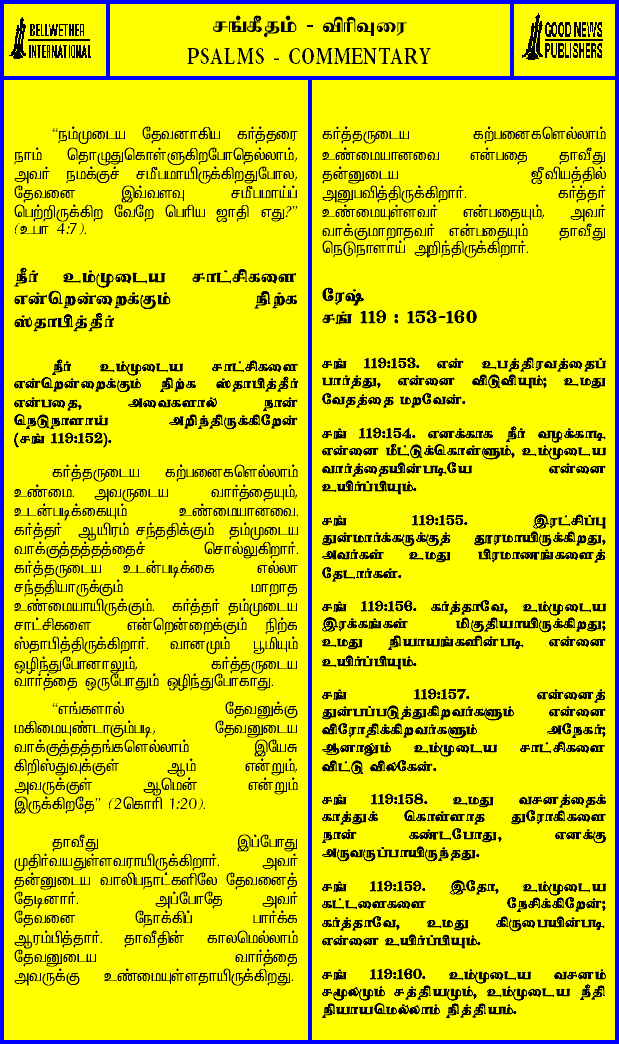 BELLWETHER
INTERNATIONAL
சங்கீதம் - விரிவுரை
PSALMS - COMMENTARY
GOOD NEWS
PUBLISHERS
“நம்முடைய தேவனாகிய கர்த்தரை
நாம் தொழுதுகொள்ளுகிறபோதெல்லாம்,
அவர் நமக்குச் சமீபமாயிருக்கிறதுபோல,
தேவனை இவ்வளவு சமீபமாய்ப்
பெற்றிருக்கிற வேறே பெரிய ஜாதி எது?”
(உபா 4:7).
நீர் உம்முடைய சாட்சிகளை
என்றென்றைக்கும் நிற்க
ஸ்தாபித்தீர்
நீர் உம்முடைய சாட்சிகளை
என்றென்றைக்கும் நிற்க ஸ்தாபித்தீர்
என்பதை, அவைகளால் நான்
நெடுநாளாய் அறிந்திருக்கிறேன்
(சங் 119:152).
கர்த்தருடைய கற்பனைகளெல்லாம்
உண்மை. அவருடைய வார்த்தையும்,
உடன்படிக்கையும் உண்மையானவை.
கர்த்தர் ஆயிரம் சந்ததிக்கும் தம்முடைய
வாக்குத்தத்தத்தைச் சொல்லுகிறார்.
கர்த்தருடைய உடன்படிக்கை எல்லா
சந்ததியாருக்கும் மாறாத
உண்மையாயிருக்கும். கர்த்தர் தம்முடைய
சாட்சிகளை என்றென்றைக்கும் நிற்க
ஸ்தாபித்திருக்கிறார். வானமும் பூமியும்
ஒழிந்துபோனாலும், கர்த்தருடைய
வார்த்தை ஒருபோதும் ஒழிந்துபோகாது.
“எங்களால் தேவனுக்கு
மகிமையுண்டாகும்படி, தேவனுடைய
வாக்குத்தத்தங்களெல்லாம் இயேசு
கிறிஸ்துவுக்குள் ஆம் என்றும்,
அவருக்குள் ஆமென் என்றும்
இருக்கிறதே” (2கொரி 1:20).
தாவீது இப்போது
முதிர்வயதுள்ளவராயிருக்கிறார். அவர்
தன்னுடைய வாலிபநாட்களிலே தேவனைத்
தேடினார். அப்போதே அவர்
தேவனை நோக்கிப் பார்க்க
ஆரம்பித்தார். தாவீதின் காலமெல்லாம்
தேவனுடைய வார்த்தை
அவருக்கு உண்மையுள்ளதாயிருக்கிறது.
கர்த்தருடைய கற்பனைகளெல்லாம்
உண்மையானவை என்பதை தாவீது
தன்னுடைய ஜீவியத்தில்
அனுபவித்திருக்கிறார். கர்த்தர்
உண்மையுள்ளவர் என்பதையும், அவர்
வாக்குமாறாதவர் என்பதையும் தாவீது
நெடுநாளாய் அறிந்திருக்கிறார்.
ரேஷ்
சங் 119 : 153-160
சங் 119:153. என் உபத்திரவத்தைப்
பார்த்து, என்னை விடுவியும்; உமது
வேதத்தை மறவேன்.
சங் 119:154. எனக்காக நீர் வழக்காடி
என்னை மீட்டுக்கொள்ளும், உம்முடைய
வார்த்தையின்படியே என்னை
உயிர்ப்பியும்.
சங் 119:155. இரட்சிப்பு
துன்மார்க்கருக்குத் தூரமாயிருக்கிறது,
அவர்கள் உமது பிரமாணங்களைத்
தேடார்கள்.
சங் 119:156. கர்த்தாவே, உம்முடைய
இரக்கங்கள் மிகுதியாயிருக்கிறது;
உமது நியாயங்களின்படி என்னை
உயிர்ப்பியும்.
சங் 119:157. என்னைத்
துன்பப்படுத்துகிறவர்களும் என்னை
விரோதிக்கிறவர்களும் அநேகர்;
ஆனாலும் உம்முடைய சாட்சிகளை
விட்டு விலகேன்.
சங் 119:158. உமது வசனத்தைக்
காத்துக் கொள்ளாத துரோகிகளை
நான் கண்டபோது, எனக்கு
அருவருப்பாயிருந்தது.
சங் 119:159. இதோ, உம்முடைய
கட்டளைகளை நேசிக்கிறேன்;
கர்த்தாவே, உமது கிருபையின்படி
என்னை உயிர்ப்பியும்.
சங் 119:160. உம்முடைய வசனம்
சமூலமும் சத்தியமும், உம்முடைய நீதி
நியாயமெல்லாம் நித்தியம்.